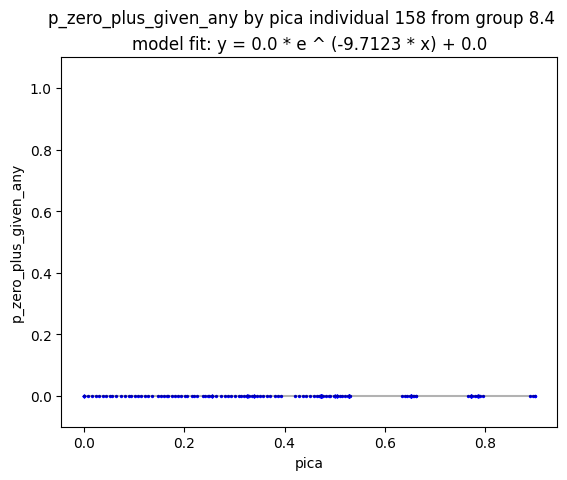 p_zero_plus_given_any by pica individual 158 from group 8.4
model fit: y = 0.0 * e ^ (-9.7123 * x) + 0.0
1.0
0.8
0.6
0.4
0.2
0.0
p_zero_plus_given_any
0.0 0.2 0.4 0.6 0.8
pica